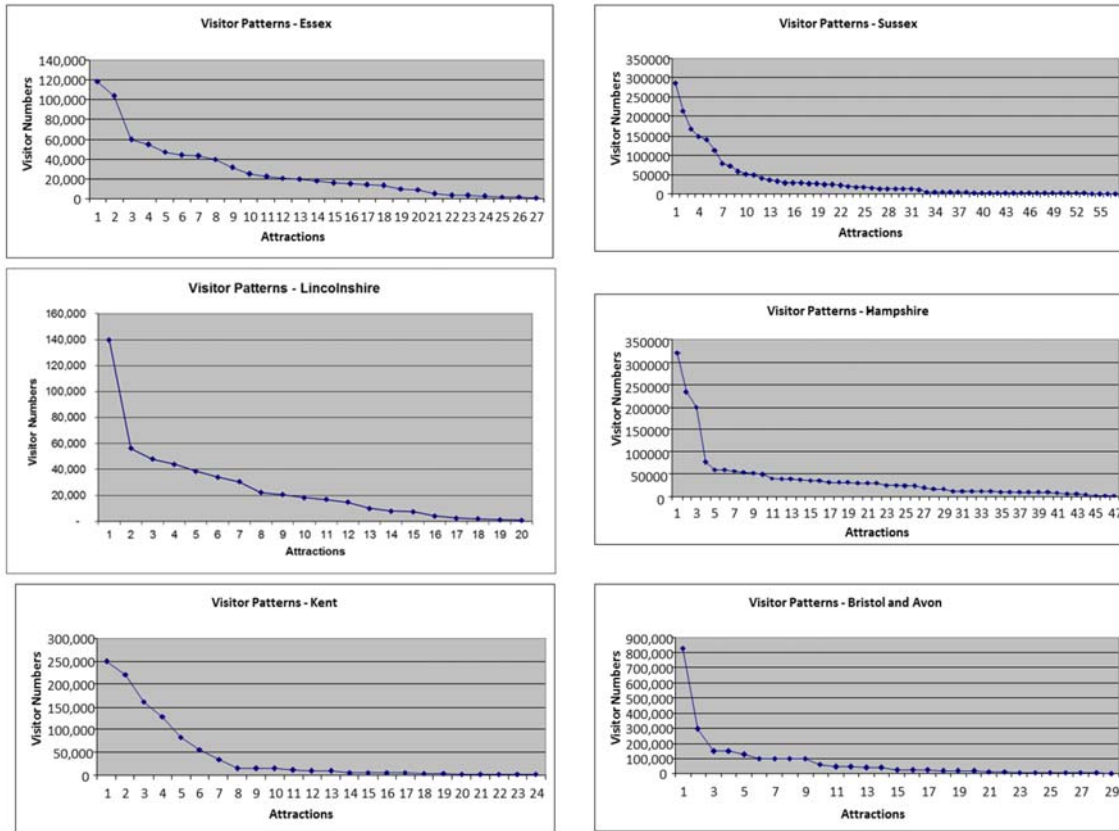 Visitor Patterns - Essex
Visitor Numbers
140,000
120,000
100,000
80,000
60,000
40,000
20,000
0
1 2 3 4 5 6 7 8 9 10 11 12 13 14 15 16 17 18 19 20 21 22 23 24 25 26 27
Attractions
Visitor Patterns - Sussex
Visitor Numbers
350000
300000
250000
200000
150000
100000
50000
0
1 4 7 10 13 16 19 22 25 28 31 34 37 40 43 46 49 52 55
Attractions
Visitor Patterns - Lincolnshire
Visitor Numbers
160,000
140,000
120,000
100,000
80,000
60,000
40,000
20,000
-
1 2 3 4 5 6 7 8 9 10 11 12 13 14 15 16 17 18 19 20
Attractions
Visitor Patterns - Hampshire
Visitor Numbers
350000
300000
250000
200000
150000
100000
50000
0
1 3 5 7 9 11 13 15 17 19 21 23 25 27 29 31 33 35 37 39 41 43 45 47
Attractions
Visitor Patterns - Kent
Visitor Numbers
300,000
250,000
200,000
150,000
100,000
50,000
0
1 2 3 4 5 6 7 8 9 10 11 12 13 14 15 16 17 18 19 20 21 22 23 24
Attractions
Visitor Patterns - Bristol and Avon
Visitor Numbers
900,000
800,000
700,000
600,000
500,000
400,000
300,000
200,000
100,000
0
1 3 5 7 9 11 13 15 17 19 21 23 25 27 29
Attractions